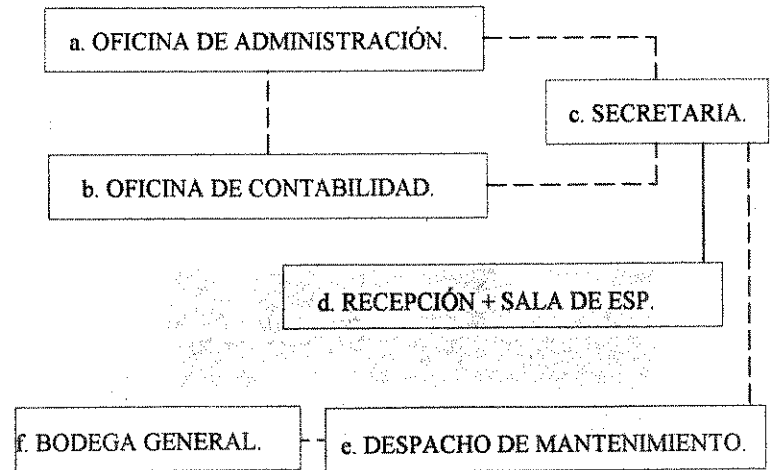 a. OFICINA DE ADMINISTRACIÓN.
c. SECRETARIA.
b. OFICINA DE CONTABILIDAD.
d. RECEPCIÓN + SALA DE ESP.
f. BODEGA GENERAL.
e. DESPACHO DE MANTENIMIENTO.